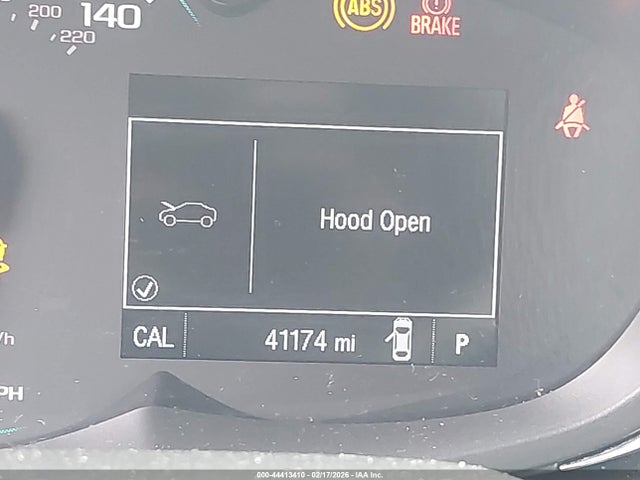 200 140
220
ABS
BRAKE
Hood Open
CAL 41174 mi P
/h
PH
000-44413410 - 02/17/2026 - IAA Inc.